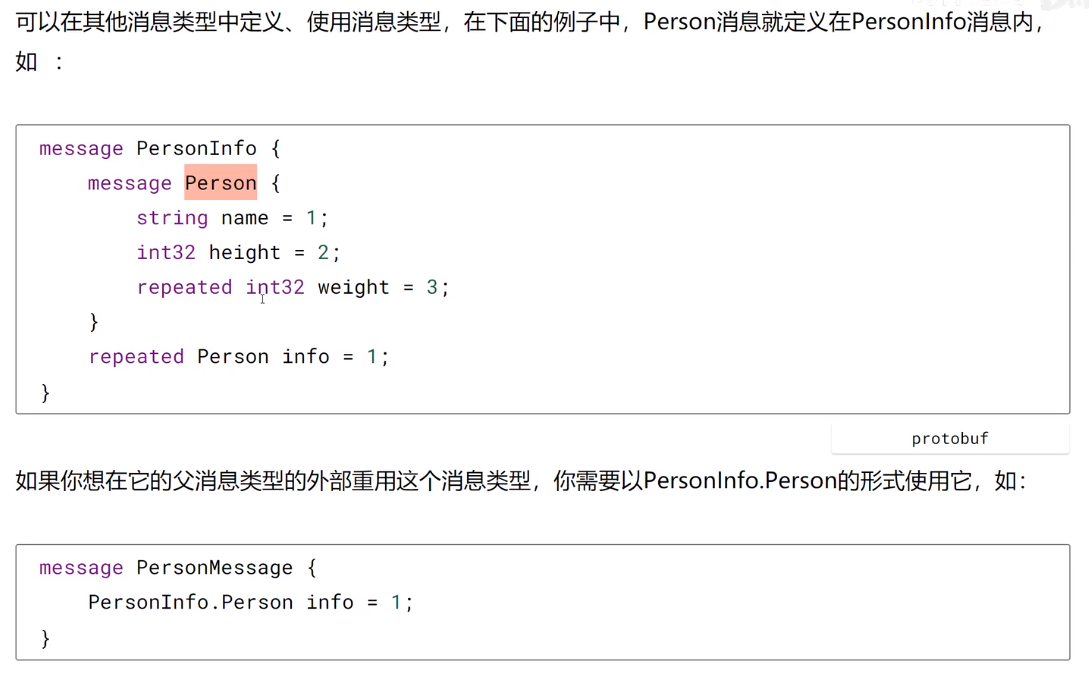 可以在其他消息类型中定义、使用消息类型，在下面的例子中，Person消息就定义在PersonInfo消息内，
如 ：
message PersonInfo {
    message Person {
        string name = 1;
        int32 height = 2;
        repeated int32 weight = 3;
    }
    repeated Person info = 1;
}
protobuf
如果你想在它的父消息类型的外部重用这个消息类型，你需要以PersonInfo.Person的形式使用它，如：
message PersonMessage {
    PersonInfo.Person info = 1;
}